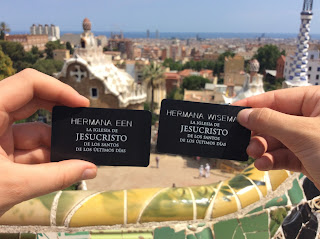 HERMANA EEN
LA IGLESIA DE
JESUCRISTO
DE LOS SANTOS
DE LOS ÚLTIMOS DÍAS
HERMANA WISEMA
LA IGLESIA DE
JESUCRISTO
DE LOS SANTOS
DE LOS ÚLTIMOS DÍAS